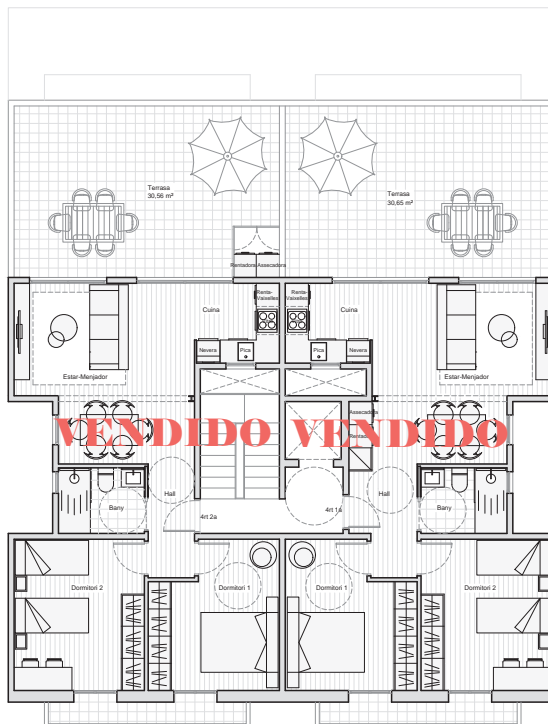 Terrasa
30,56 m²
Terrasa
30,65 m²
Rentadora Assecadora
Renta-
Vaixelles
Renta-
Vaixelles
Cuina
Cuina
Nevera
Pica
Pica
Nevera
Estar-Menjador
Estar-Menjador
Assecadora
Rentadora
VENDIDO VENDIDO
Hall
Hall
Bany
Bany
4rt 2a
4rt 1a
Dormitori 2
Dormitori 1
Dormitori 1
Dormitori 2